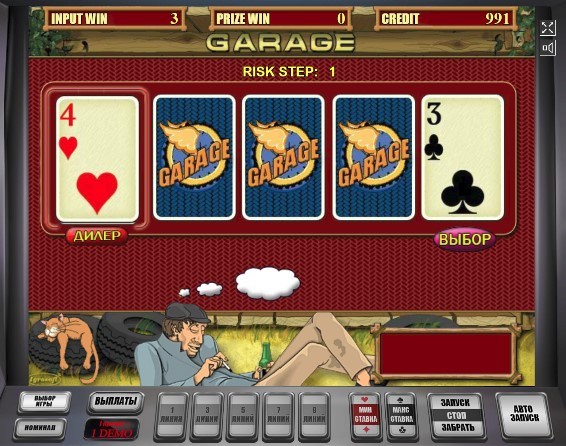 INPUT WIN 3 PRIZE WIN 0 CREDIT 991
GARAGE
RISK STEP: 1
4 GARAGE GARAGE GARAGE 3
ДИЛЕР ВЫБОР
Igrosoft
ВЫБОР ИГРЫ
НОМИНАЛ
ВЫПЛАТЫ
1 DEMO
1 ЛИНИЯ
3 ЛИНИИ
5 ЛИНИЙ
7 ЛИНИЙ
9 ЛИНИЙ
МИН СТАВКА
МАКС СТАВКА
ЗАПУСК
СТОП
ЗАБРАТЬ
АВТО
ЗАПУСК